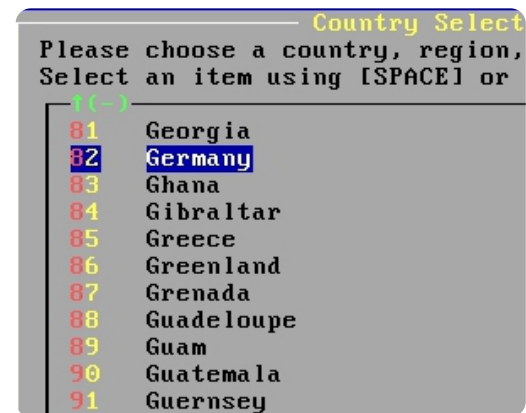 Country Select
Please choose a country, region,
Select an item using [SPACE] or
↑(-)
81 Georgia
82 Germany
83 Ghana
84 Gibraltar
85 Greece
86 Greenland
87 Grenada
88 Guadeloupe
89 Guam
90 Guatemala
91 Guernsey